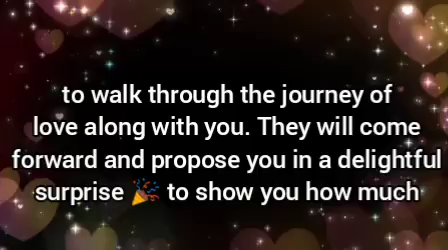 to walk through the journey of
love along with you. They will come
forward and propose you in a delightful
surprise 🎉 to show you how much